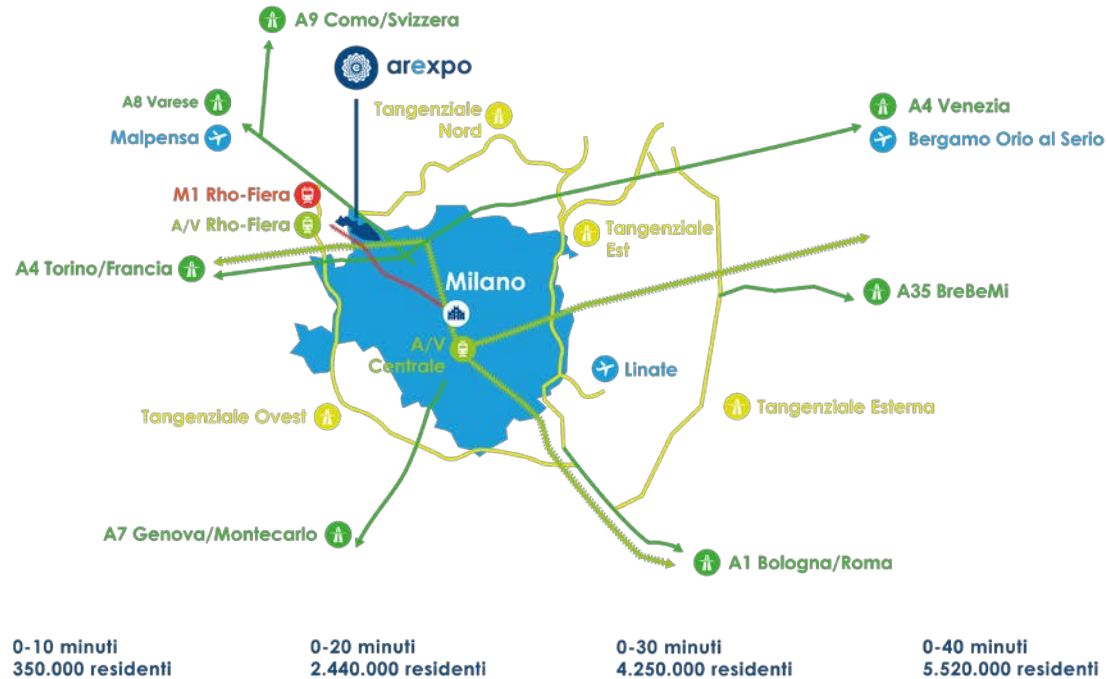 A9 Como/Svizzera
arexpo
A8 Varese
Malpensa
Tangenziale
Nord
A4 Venezia
Bergamo Orio al Serio
M1 Rho-Fiera
A/V Rho-Fiera
Tangenziale
Est
A4 Torino/Francia
Milano
A35 BreBeMi
A/V
Centrale
Linate
Tangenziale Ovest
Tangenziale Esterna
A7 Genova/Montecarlo
A1 Bologna/Roma
0-10 minuti
350.000 residenti
0-20 minuti
2.440.000 residenti
0-30 minuti
4.250.000 residenti
0-40 minuti
5.520.000 residenti